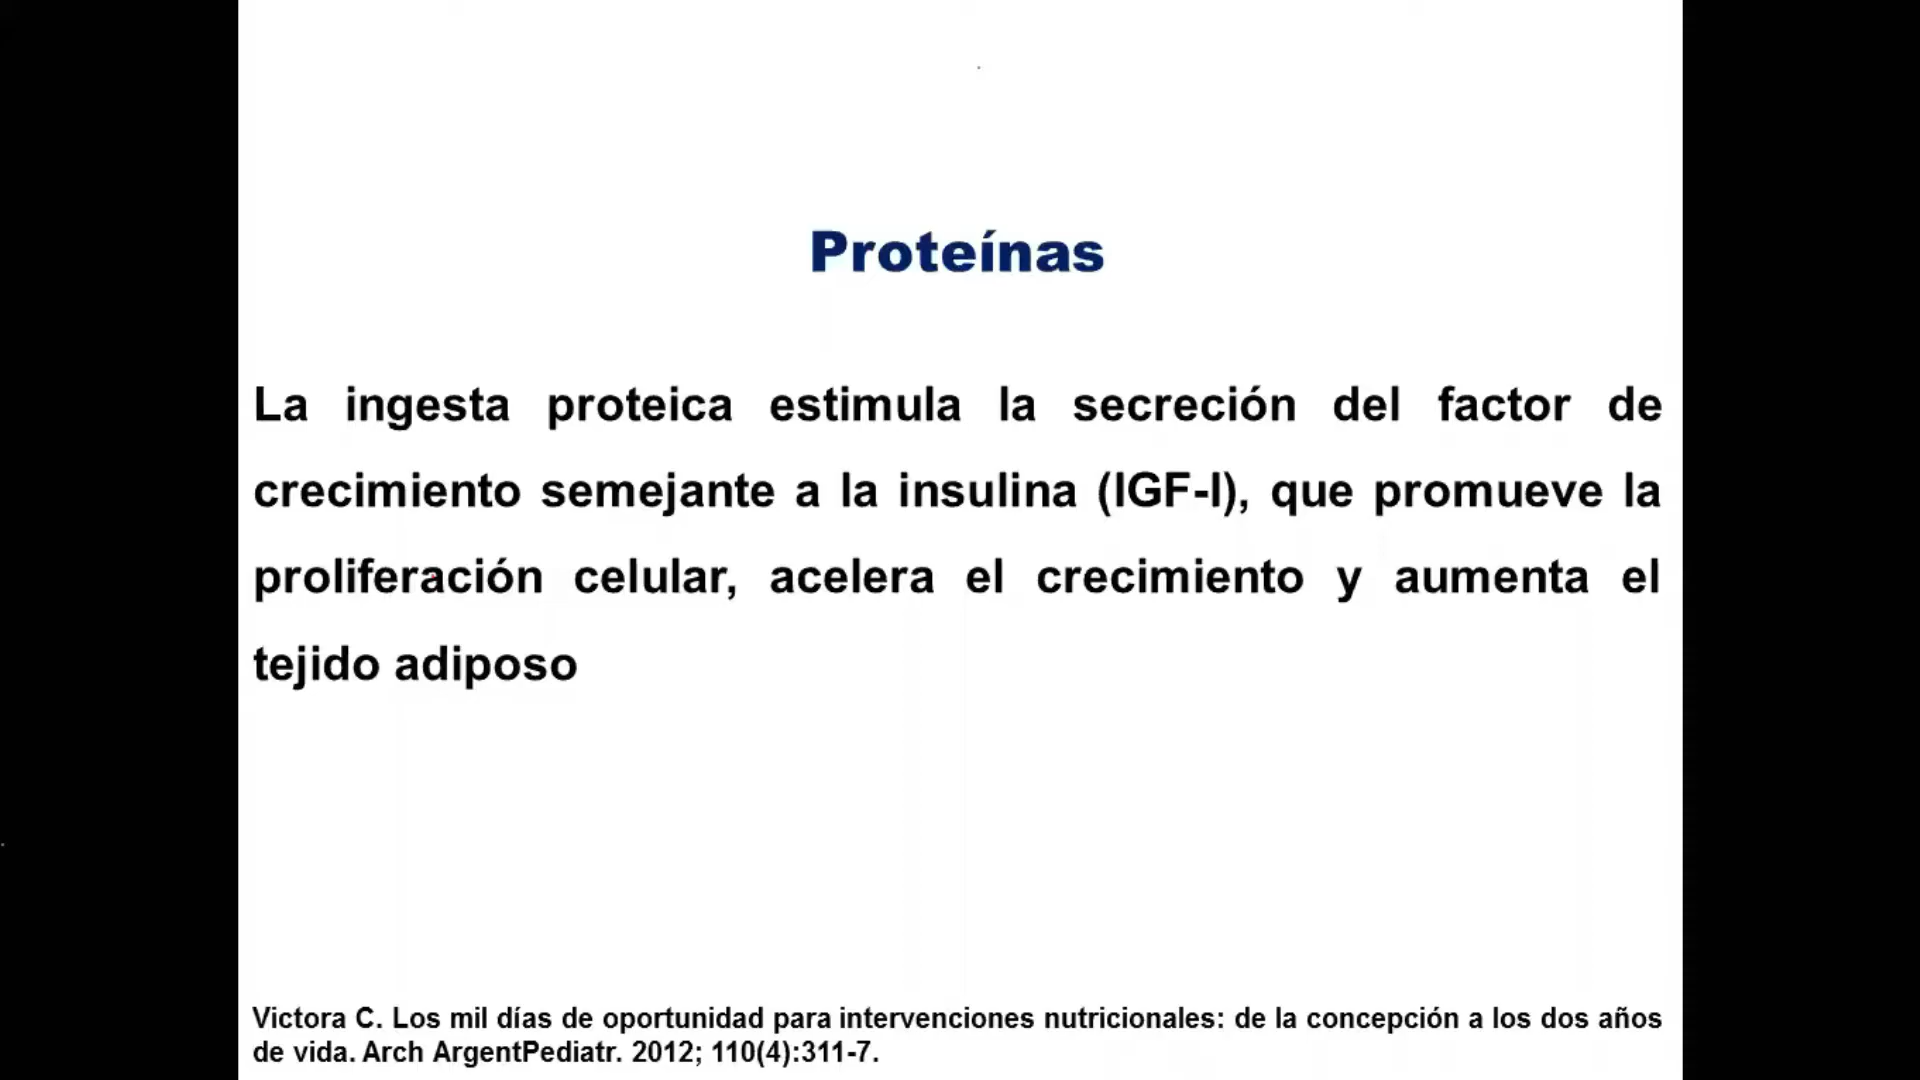 Proteínas
La ingesta proteica estimula la secreción del factor de
crecimiento semejante a la insulina (IGF-I), que promueve la
proliferación celular, acelera el crecimiento y aumenta el
tejido adiposo
Victora C. Los mil días de oportunidad para intervenciones nutricionales: de la concepción a los dos años
de vida. Arch ArgentPediatr. 2012; 110(4):311-7.